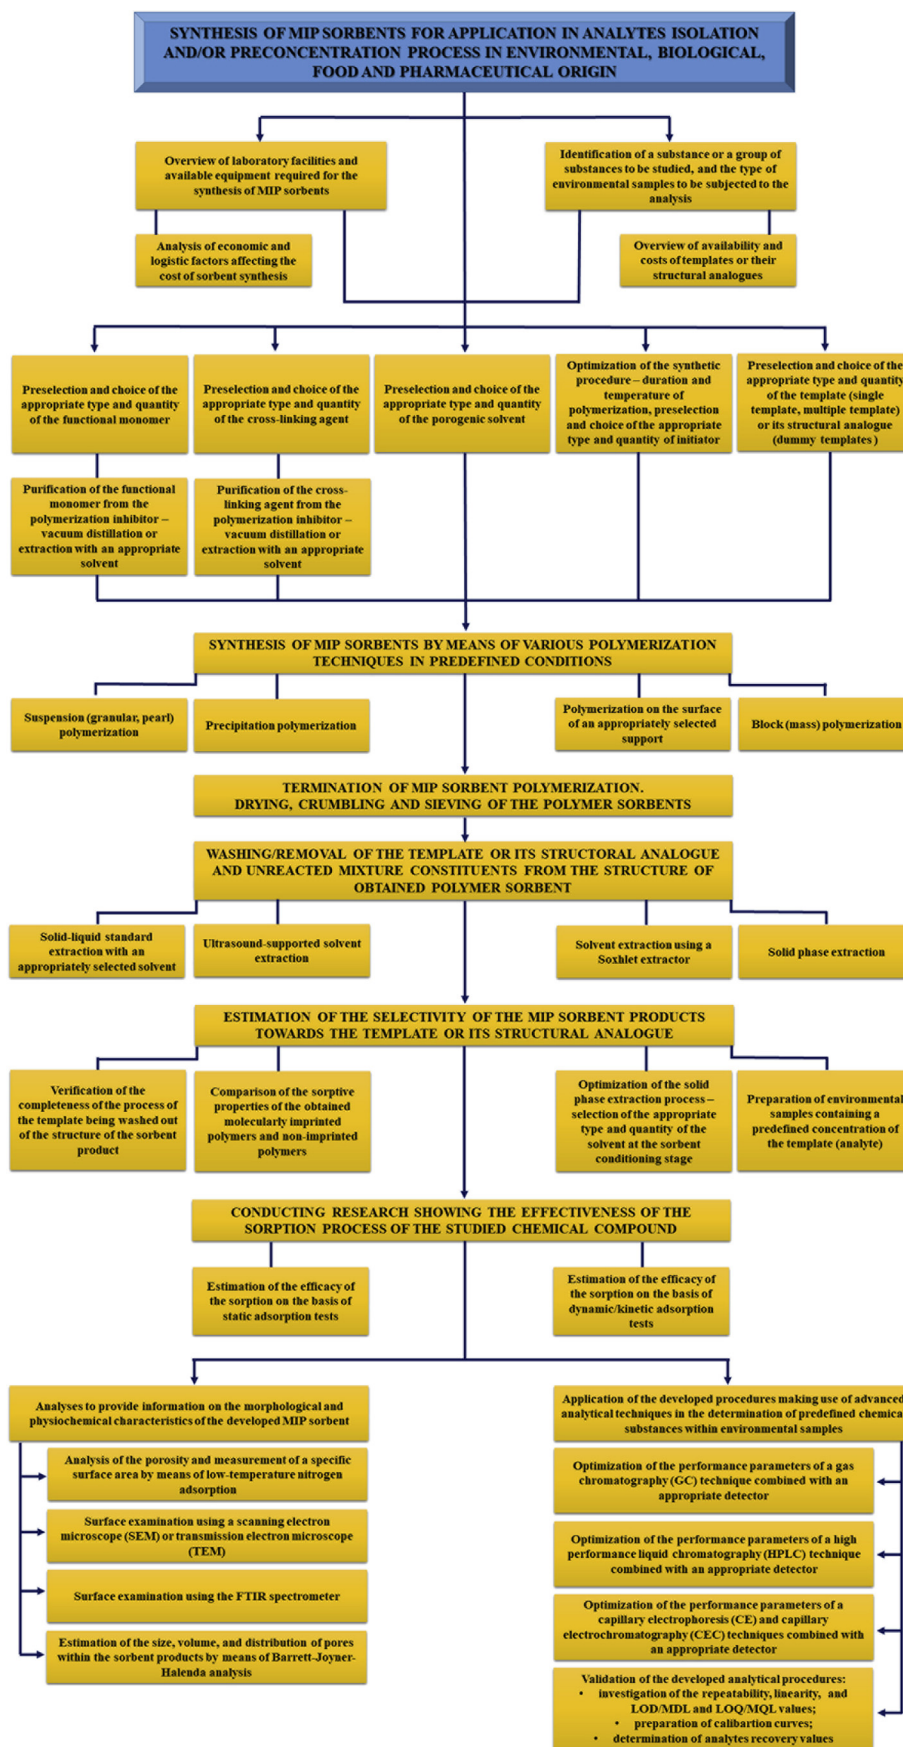 SYNTHESIS OF MIP SORBENTS FOR APPLICATION IN ANALYTES ISOLATION
AND/OR PRECONCENTRATION PROCESS IN ENVIRONMENTAL, BIOLOGICAL,
FOOD AND PHARMACEUTICAL ORIGIN
Overview of laboratory facilities and
available equipment required for the
synthesis of MIP sorbents
Identification of a substance or a group of
substances to be studied, and the type of
environmental samples to be subjected to the
analysis
Analysis of economic and
logistic factors affecting the
cost of sorbent synthesis
Overview of availability and
costs of templates or their
structural analogues
Preselection and choice of the
appropriate type and quantity
of the functional monomer
Preselection and choice of the
appropriate type and quantity
of the cross-linking agent
Preselection and choice of the
appropriate type and quantity
of the porogenic solvent
Optimization of the synthetic
procedure – duration and
temperature of
polymerization, preselection
and choice of the appropriate
type and quantity of initiator
Preselection and choice of the
appropriate type and quantity
of the template (single
template, multiple template)
or its structural analogue
(dummy templates )
Purification of the functional
monomer from the
polymerization inhibitor –
vacuum distillation or
extraction with an appropriate
solvent
Purification of the cross-
linking agent from the
polymerization inhibitor –
vacuum distillation or
extraction with an appropriate
solvent
SYNTHESIS OF MIP SORBENTS BY MEANS OF VARIOUS POLYMERIZATION
TECHNIQUES IN PREDEFINED CONDITIONS
Suspension (granular, pearl)
polymerization
Precipitation polymerization
Polymerization on the surface
of an appropriately selected
support
Block (mass) polymerization
TERMINATION OF MIP SORBENT POLYMERIZATION.
DRYING, CRUMBLING AND SIEVING OF THE POLYMER SORBENTS
WASHING/REMOVAL OF THE TEMPLATE OR ITS STRUCTORAL ANALOGUE
AND UNREACTED MIXTURE CONSTITUENTS FROM THE STRUCTURE OF
OBTAINED POLYMER SORBENT
Solid-liquid standard
extraction with an
appropriately selected solvent
Ultrasound-supported solvent
extraction
Solvent extraction using a
Soxhlet extractor
Solid phase extraction
ESTIMATION OF THE SELECTIVITY OF THE MIP SORBENT PRODUCTS
TOWARDS THE TEMPLATE OR ITS STRUCTURAL ANALOGUE
Verification of the
completeness of the process of
the template being washed out
of the structure of the sorbent
product
Comparison of the sorptive
properties of the obtained
molecularly imprinted
polymers and non-imprinted
polymers
Optimization of the solid
phase extraction process –
selection of the appropriate
type and quantity of the
solvent at the sorbent
conditioning stage
Preparation of environmental
samples containing a
predefined concentration of
the template (analyte)
CONDUCTING RESEARCH SHOWING THE EFFECTIVENESS OF THE
SORPTION PROCESS OF THE STUDIED CHEMICAL COMPOUND
Estimation of the efficacy of
the sorption on the basis of
static adsorption tests
Estimation of the efficacy of
the sorption on the basis of
dynamic/kinetic adsorption
tests
Analyses to provide information on the morphological and
physiochemical characteristics of the developed MIP sorbent
Analysis of the porosity and measurement of a specific
surface area by means of low-temperature nitrogen
adsorption
Surface examination using a scanning electron
microscope (SEM) or transmission electron microscope
(TEM)
Surface examination using the FTIR spectrometer
Estimation of the size, volume, and distribution of pores
within the sorbent products by means of Barrett-Joyner-
Halenda analysis
Application of the developed procedures making use of advanced
analytical techniques in the determination of predefined chemical
substances within environmental samples
Optimization of the performance parameters of a gas
chromatography (GC) technique combined with an
appropriate detector
Optimization of the performance parameters of a high
performance liquid chromatography (HPLC) technique
combined with an appropriate detector
Optimization of the performance parameters of a
capillary electrophoresis (CE) and capillary
electrochromatography (CEC) techniques combined with
an appropriate detector
Validation of the developed analytical procedures:
• investigation of the repeatability, linearity, and
LOD/MDL and LOQ/MQL values;
• preparation of calibartion curves;
• determination of analytes recovery values